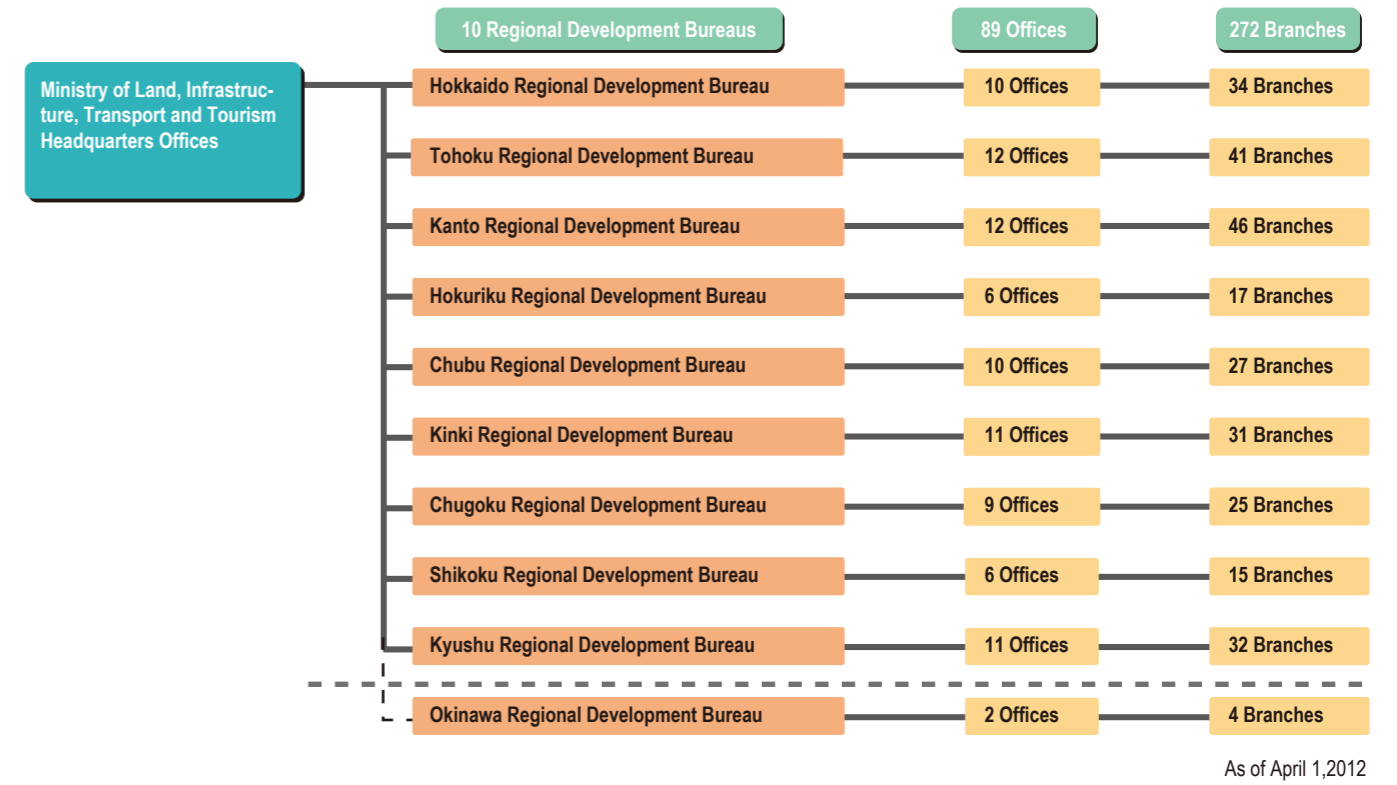 10 Regional Development Bureaus
89 Offices
272 Branches
Ministry of Land, Infrastruc-
ture, Transport and Tourism
Headquarters Offices
Hokkaido Regional Development Bureau
10 Offices
34 Branches
Tohoku Regional Development Bureau
12 Offices
41 Branches
Kanto Regional Development Bureau
12 Offices
46 Branches
Hokuriku Regional Development Bureau
6 Offices
17 Branches
Chubu Regional Development Bureau
10 Offices
27 Branches
Kinki Regional Development Bureau
11 Offices
31 Branches
Chugoku Regional Development Bureau
9 Offices
25 Branches
Shikoku Regional Development Bureau
6 Offices
15 Branches
Kyushu Regional Development Bureau
11 Offices
32 Branches
Okinawa Regional Development Bureau
2 Offices
4 Branches
As of April 1,2012